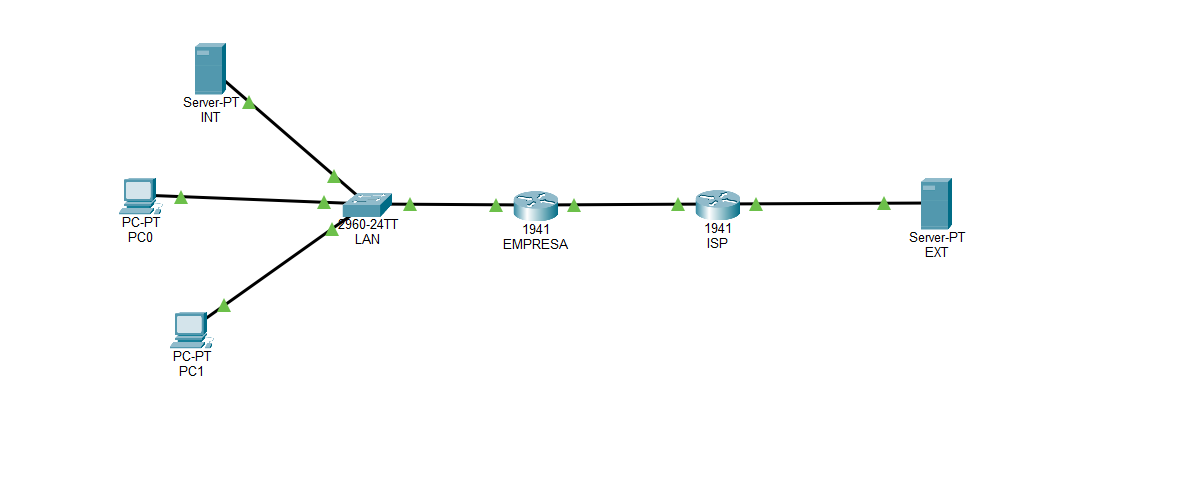 Server-PT
INT
PC-PT
PC0
2960-24TT
LAN
1941
EMPRESA
1941
ISP
Server-PT
EXT
PC-PT
PC1